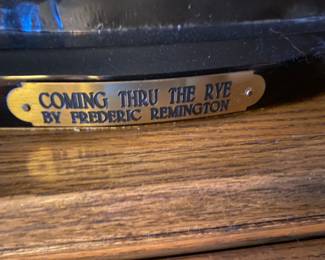 COMING THRU THE RYE
BY FREDERIC REMINGTON